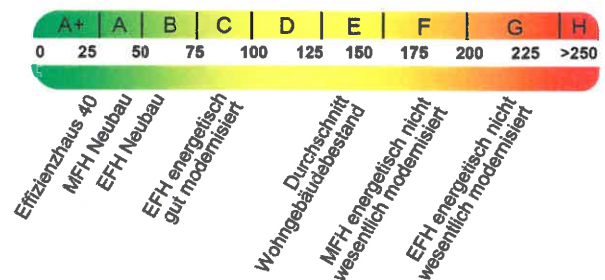 A+ A B C D E F G H
0 25 50 75 100 125 150 175 200 225 >250
Effizienzhaus 40
MFH Neubau
EFH Neubau
EFH energetisch
gut modernisiert
Durchschnitt
Wohngebäudebestand
MFH energetisch nicht
wesentlich modernisiert
EFH energetisch nicht
wesentlich modernisiert